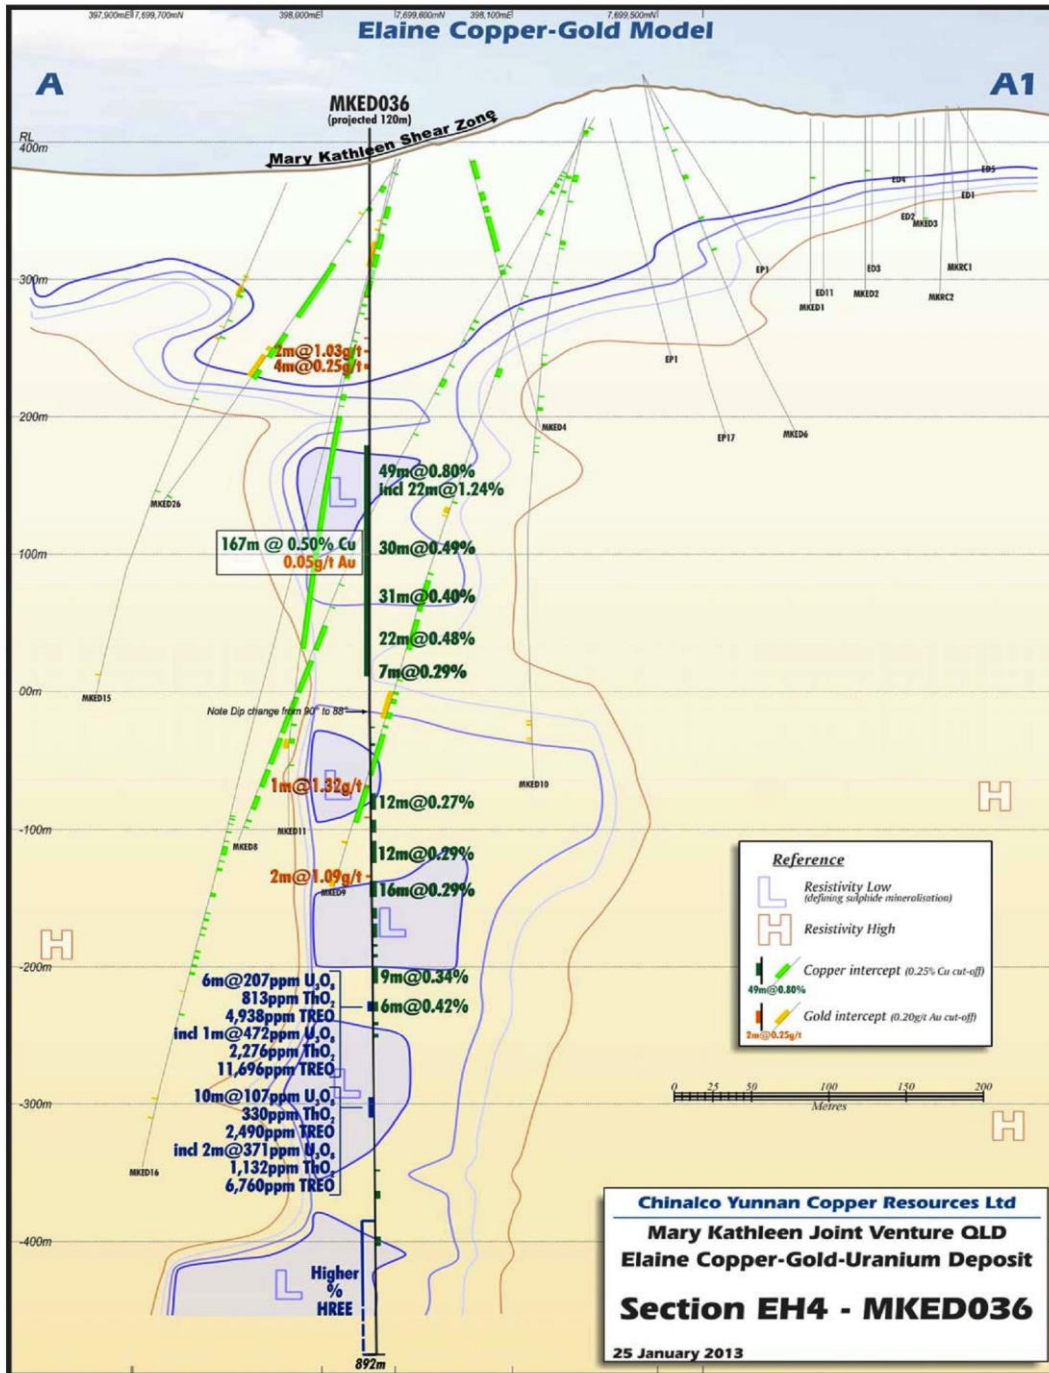 397,900mE
7,699,700mN
398,000mE
7,699,600mN
398,100mE
7,699,500mN
Elaine Copper-Gold Model
A
A1
MKED036
(projected 120m)
Mary Kathleen Shear Zone
RL
400m
300m
200m
100m
00m
-100m
-200m
-300m
-400m
ED4
ED5
ED1
ED2
MKED3
EP1
ED3
MKRC1
ED11
MKED2
MKRC2
MKED1
EP1
MKED4
EP17
MKED6
2m@1.03g/t
4m@0.25g/t
MKED26
L
49m@0.80%
incl 22m@1.24%
167m @ 0.50% Cu
0.05g/t Au
30m@0.49%
31m@0.40%
22m@0.48%
7m@0.29%
MKED15
Note Dip change from 90° to 88°
1m@1.32g/t
L
MKED10
H
12m@0.27%
MKED11
MKED8
12m@0.29%
2m@1.09g/t
16m@0.29%
MKED9
L
H
9m@0.34%
6m@0.42%
6m@207ppm U₃O₈
813ppm ThO₂
4,938ppm TREO
incl 1m@472ppm U₃O₈
2,276ppm ThO₂
11,696ppm TREO
L
10m@107ppm U₃O₈
330ppm ThO₂
2,490ppm TREO
incl 2m@371ppm U₃O₈
1,132ppm ThO₂
6,760ppm TREO
MKED16
Higher
%
HREE
L
892m
Reference
L
Resistivity Low
(defining sulphide mineralisation)
H
Resistivity High
Copper intercept (0.25% Cu cut-off)
49m@0.80%
Gold intercept (0.20g/t Au cut-off)
2m@0.25g/t
0 25 50 100 150 200
Metres
H
Chinalco Yunnan Copper Resources Ltd
Mary Kathleen Joint Venture QLD
Elaine Copper-Gold-Uranium Deposit
Section EH4 - MKED036
25 January 2013